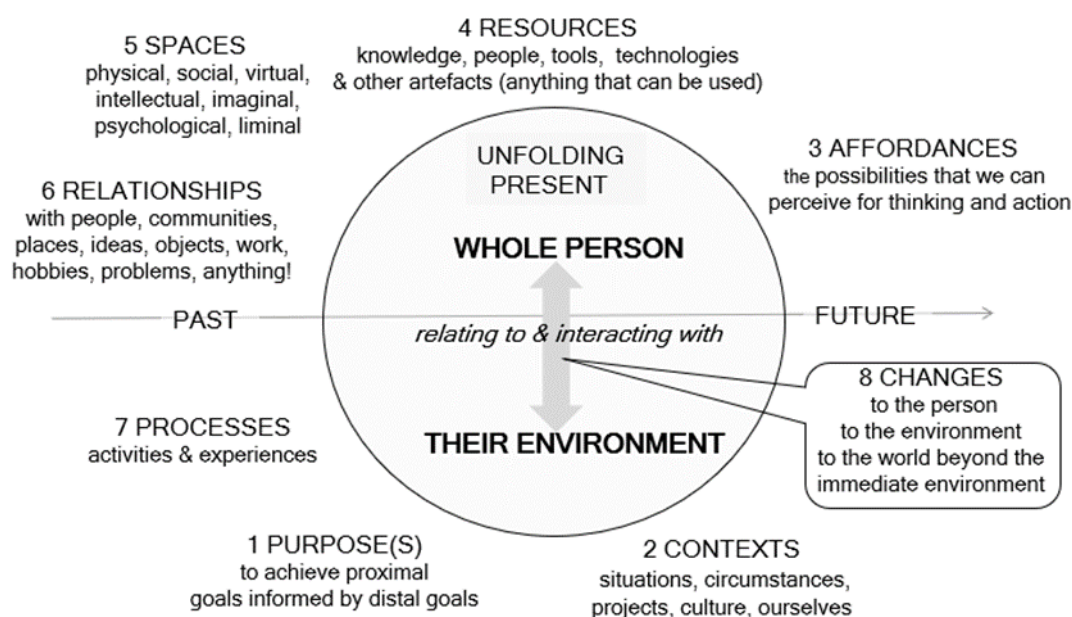 4 RESOURCES
knowledge, people, tools, technologies
& other artefacts (anything that can be used)
5 SPACES
physical, social, virtual,
intellectual, imaginal,
psychological, liminal
UNFOLDING
PRESENT
3 AFFORDANCES
the possibilities that we can
perceive for thinking and action
6 RELATIONSHIPS
with people, communities,
places, ideas, objects, work,
hobbies, problems, anything!
WHOLE PERSON
PAST
relating to & interacting with
FUTURE
8 CHANGES
to the person
to the environment
to the world beyond the
immediate environment
7 PROCESSES
activities & experiences
THEIR ENVIRONMENT
1 PURPOSE(S)
to achieve proximal
goals informed by distal goals
2 CONTEXTS
situations, circumstances,
projects, culture, ourselves